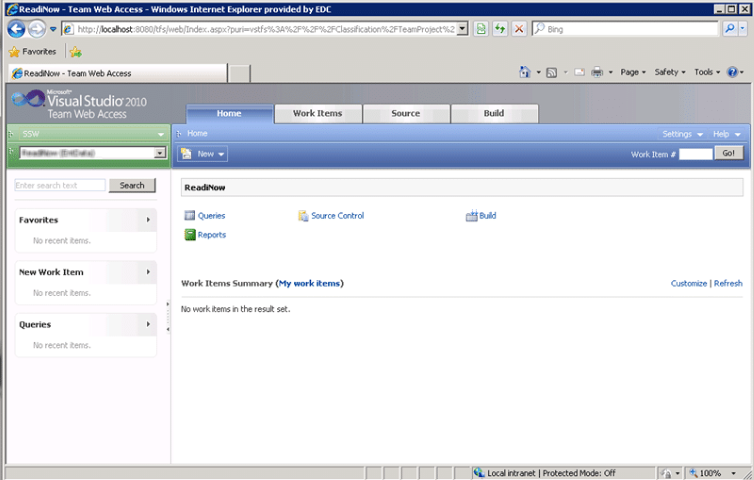 ReadiNow - Team Web Access - Windows Internet Explorer provided by EDC
http://localhost:8080/tfs/web/Index.aspx?puri=vstfs%3A%2F%2F%2FClassification%2FTeamProject%2
Bing
Favorites
ReadiNow - Team Web Access
Page Safety Tools
Microsoft
Visual Studio 2010
Team Web Access
Home Work Items Source Build
SSW
Home
Settings Help
New
Work Item # Go!
Enter search text Search
ReadiNow
Favorites
No recent items.
Queries Source Control Build
Reports
New Work Item
No recent items.
Work Items Summary (My work items) Customize | Refresh
No work items in the result set.
Queries
No recent items.
Local intranet | Protected Mode: Off 100%